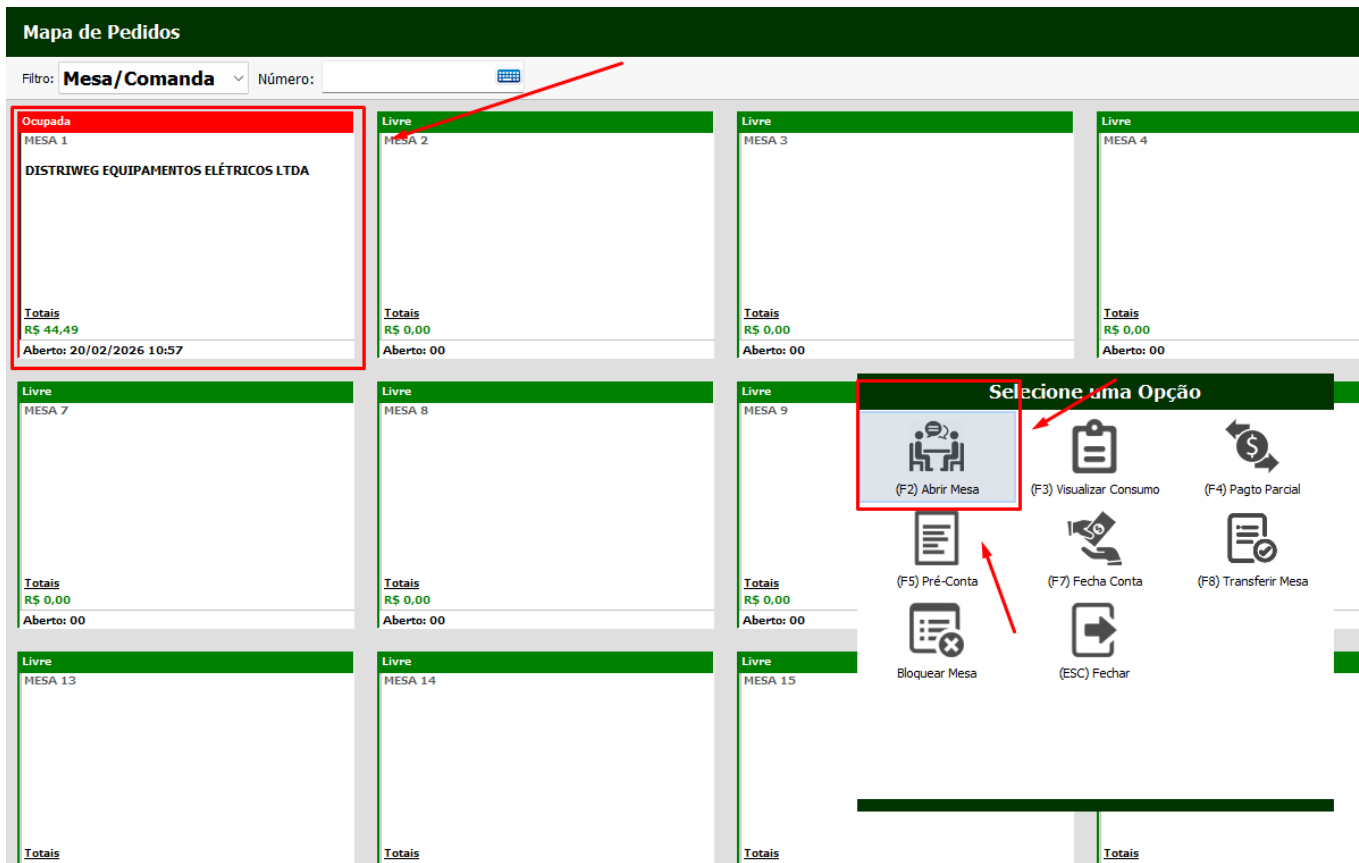 Mapa de Pedidos
Filtro: Mesa/Comanda Número:
Ocupada
MESA 1
DISTRIWEG EQUIPAMENTOS ELÉTRICOS LTDA
Totais
R$ 44,49
Aberto: 20/02/2026 10:57
Livre
MESA 2
Totais
R$ 0,00
Aberto: 00
Livre
MESA 3
Totais
R$ 0,00
Aberto: 00
Livre
MESA 4
Totais
R$ 0,00
Aberto: 00
Livre
MESA 7
Totais
R$ 0,00
Aberto: 00
Livre
MESA 8
Totais
R$ 0,00
Aberto: 00
Livre
MESA 9
Totais
R$ 0,00
Aberto: 00
Selecione uma Opção
(F2) Abrir Mesa
(F3) Visualizar Consumo
(F4) Pagto Parcial
(F5) Pré-Conta
(F7) Fecha Conta
(F8) Transferir Mesa
Bloquear Mesa
(ESC) Fechar
Livre
MESA 13
Totais
Livre
MESA 14
Totais
Livre
MESA 15
Totais
Totais